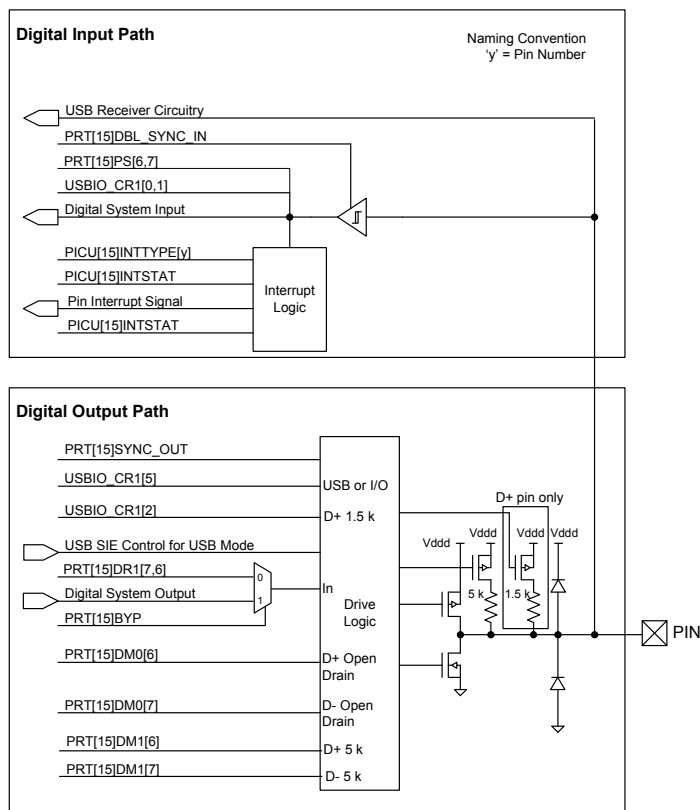 Digital Input Path
Naming Convention
'y' = Pin Number
USB Receiver Circuitry
PRT[15]DBL_SYNC_IN
PRT[15]PS[6,7]
USBIO_CR1[0,1]
Digital System Input
PICU[15]INTTYPE[y]
PICU[15]INTSTAT
Interrupt
Logic
Pin Interrupt Signal
PICU[15]INTSTAT
Digital Output Path
PRT[15]SYNC_OUT
USBIO_CR1[5]
USB or I/O
USBIO_CR1[2]
D+ 1.5 k
D+ pin only
Vddd
Vddd
Vddd
Vddd
USB SIE Control for USB Mode
PRT[15]DR1[7,6]
0
Digital System Output
1
In
5 k
1.5 k
PRT[15]BYP
Drive
Logic
PIN
PRT[15]DM0[6]
D+ Open
Drain
PRT[15]DM0[7]
D- Open
Drain
PRT[15]DM1[6]
D+ 5 k
PRT[15]DM1[7]
D- 5 k